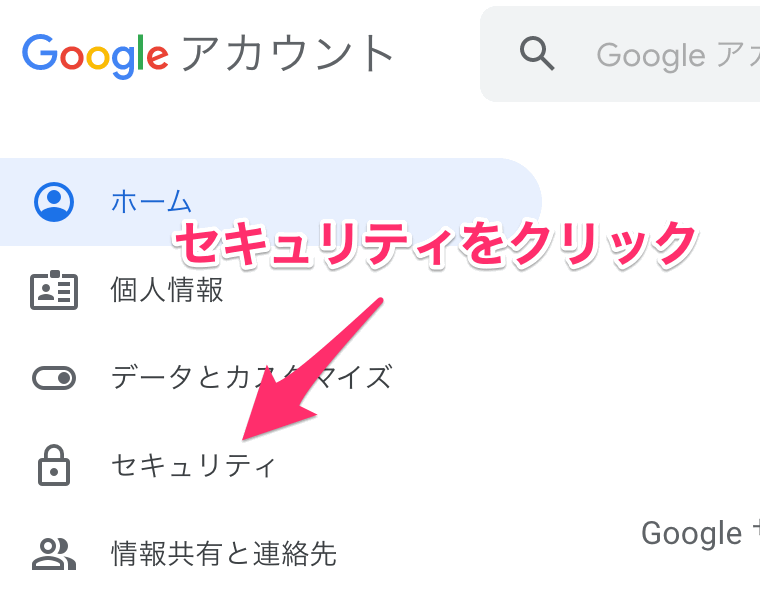 Google アカウント
Google ア
ホーム
セキュリティをクリック
個人情報
データとカスタマイズ
セキュリティ
Google
情報共有と連絡先